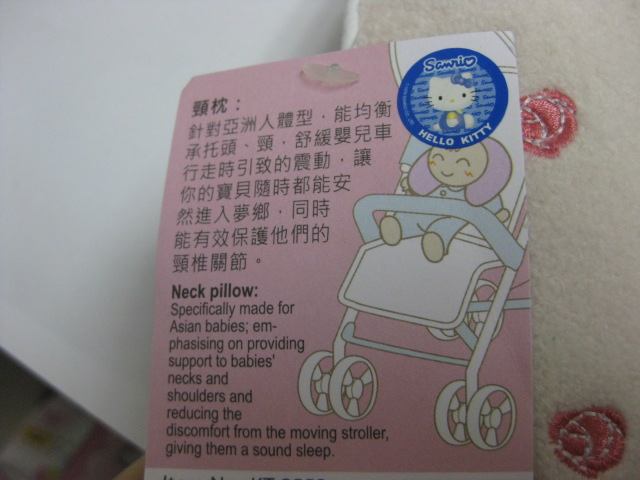 Sanrio
HELLO KITTY
頸枕：
針對亞洲人體型，能均衡
承托頭、頸，舒緩嬰兒車
行走時引致的震動，讓
你的寶貝隨時都能安
然進入夢鄉，同時
能有效保護他們的
頸椎關節。
Neck pillow:
Specifically made for
Asian babies; em-
phasising on providing
support to babies'
necks and
shoulders and
reducing the
discomfort from the moving stroller,
giving them a sound sleep.